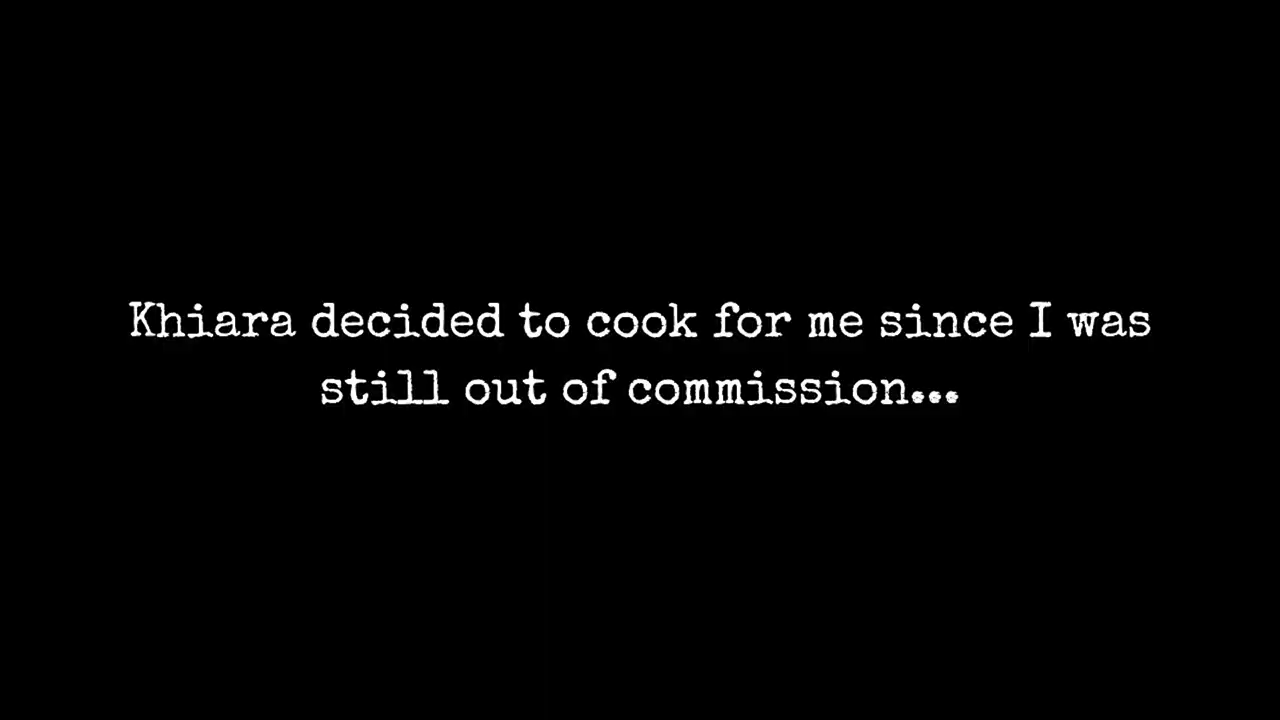 Khiara decided to cook for me since I was
still out of commission...